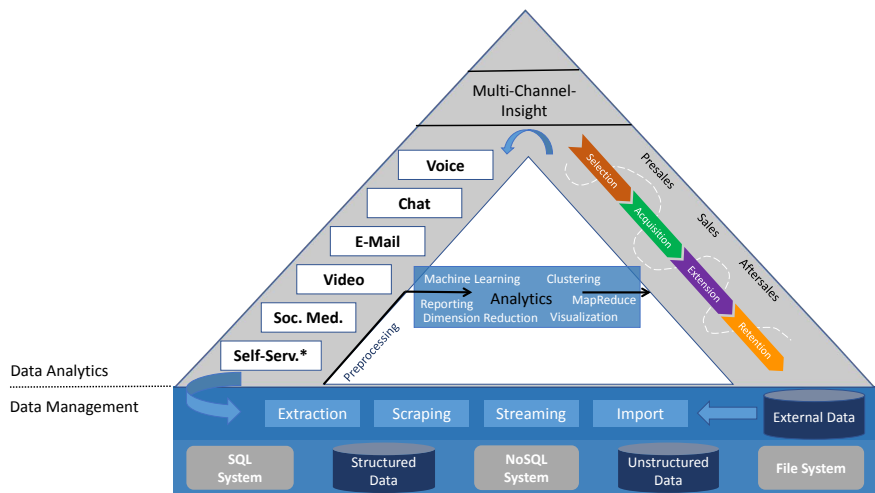 Multi-Channel-
Insight
Voice
Chat
E-Mail
Video
Soc. Med.
Self-Serv.*
Preprocessing
Machine Learning
Clustering
Reporting
Analytics
MapReduce
Dimension Reduction
Visualization
Selection
Acquisition
Extension
Retention
Presales
Sales
Aftersales
Data Analytics
Data Management
Extraction
Scraping
Streaming
Import
External Data
SQL
System
Structured
Data
NoSQL
System
Unstructured
Data
File System